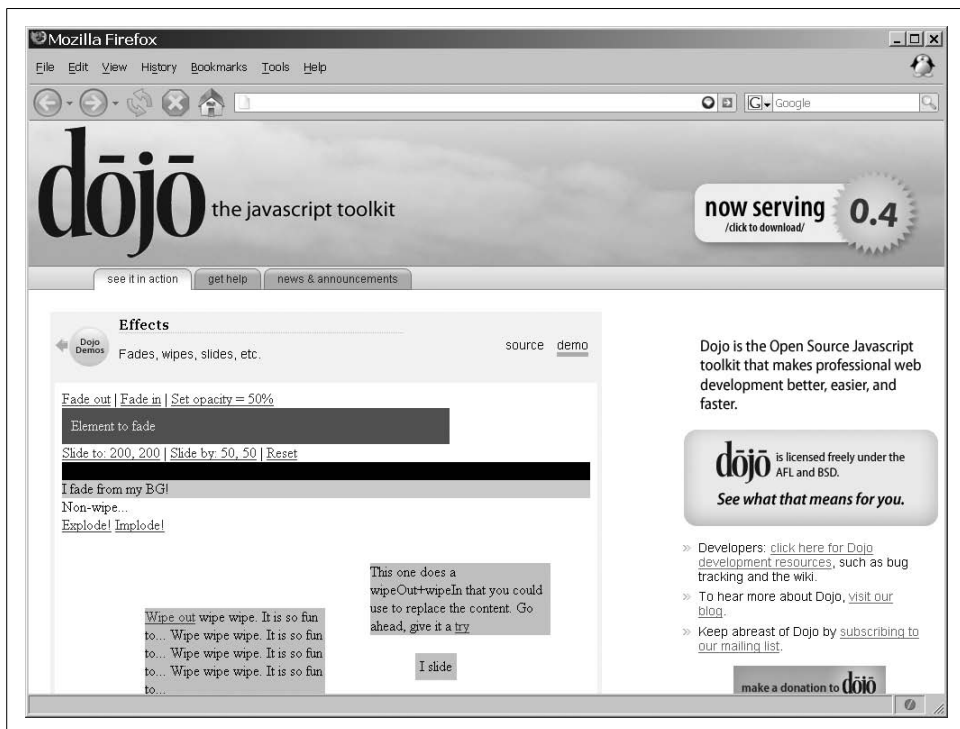 Mozilla Firefox
File Edit View History Bookmarks Tools Help
G Google
dōjō the javascript toolkit
now serving 0.4
/click to download/
see it in action get help news & announcements
Dojo Demos
Effects
Fades, wipes, slides, etc.
source demo
Fade out | Fade in | Set opacity = 50%
Element to fade
Slide to: 200, 200 | Slide by: 50, 50 | Reset
I fade from my BG!
Non-wipe...
Explode! Implode!
This one does a
wipeOut+wipeIn that you could
use to replace the content. Go
ahead, give it a try
Wipe out wipe wipe. It is so fun
to... Wipe wipe wipe. It is so fun
to... Wipe wipe wipe. It is so fun
to... Wipe wipe wipe. It is so fun
to...
I slide
Dojo is the Open Source Javascript
toolkit that makes professional web
development better, easier, and
faster.
dōjō is licensed freely under the
AFL and BSD.
See what that means for you.
» Developers: click here for Dojo
development resources, such as bug
tracking and the wiki.
» To hear more about Dojo, visit our
blog.
» Keep abreast of Dojo by subscribing to
our mailing list.
make a donation to dōjō